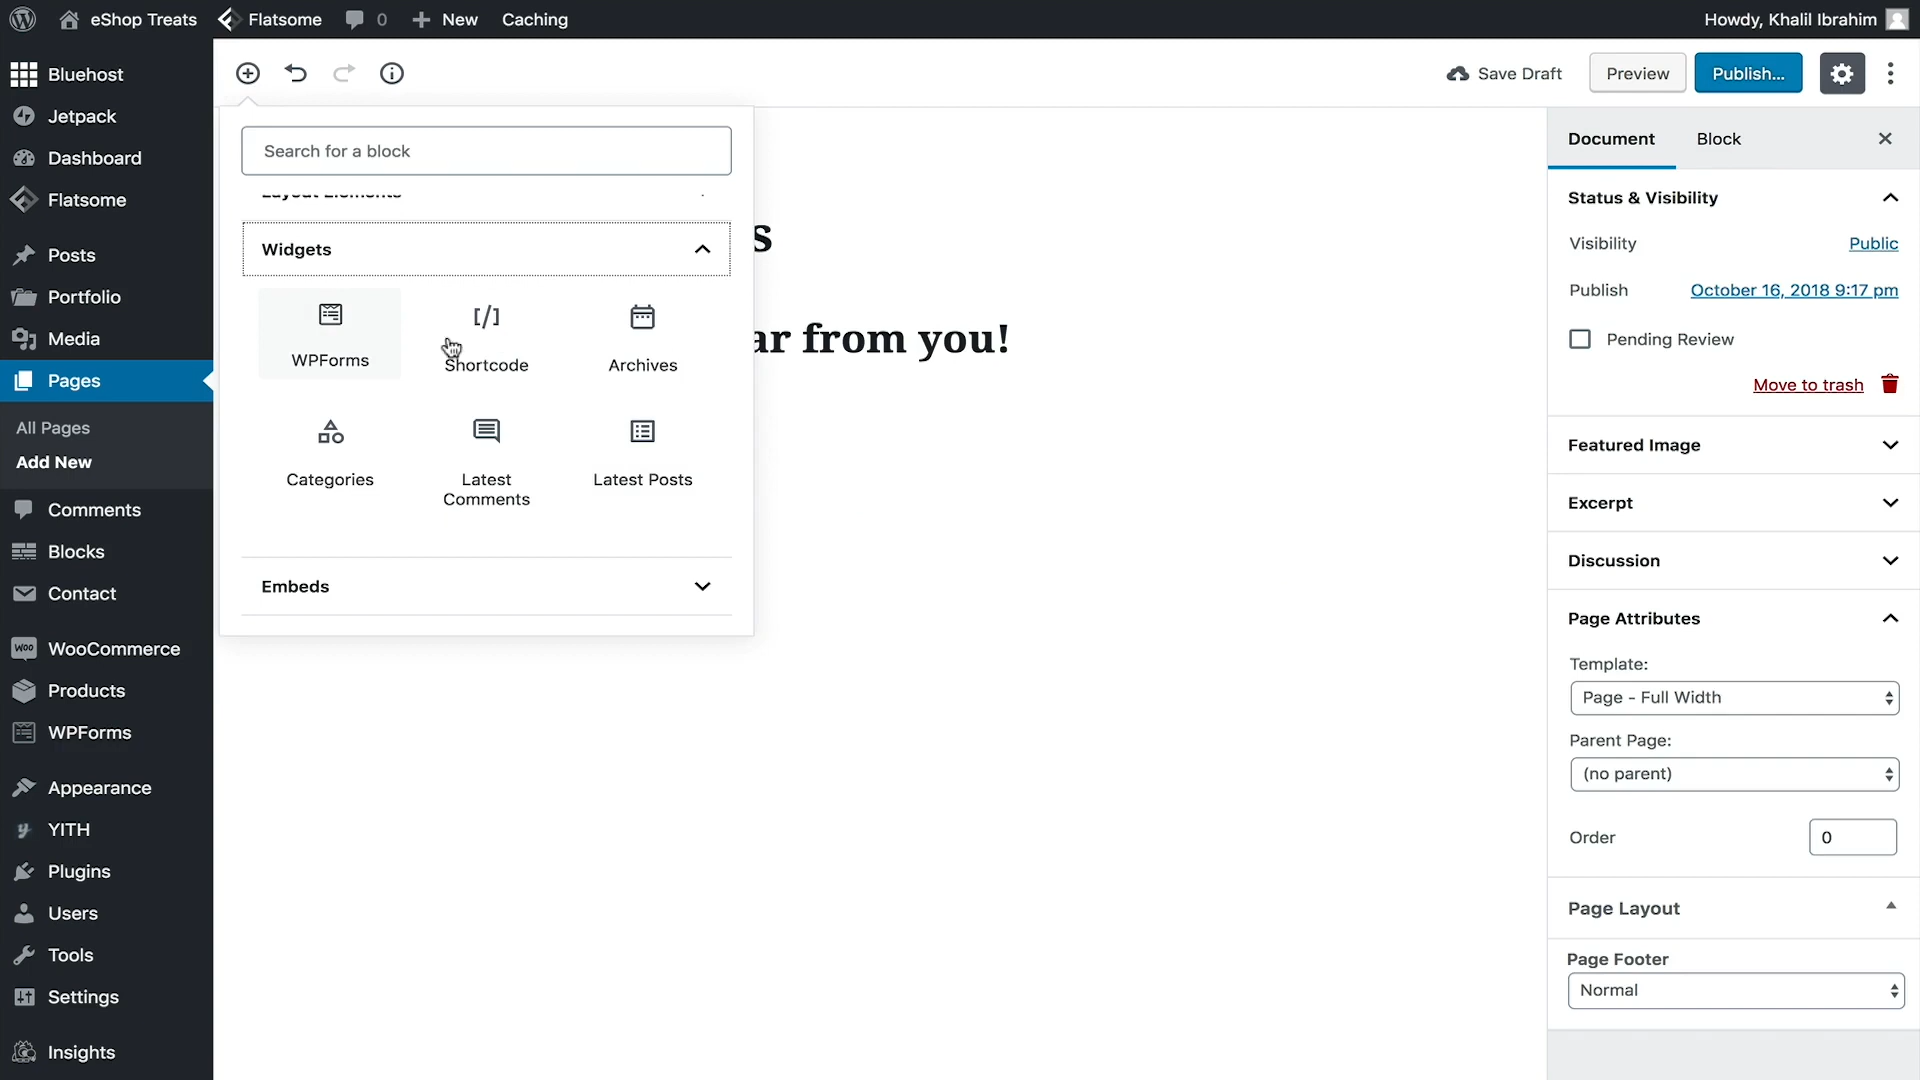 eShop Treats Flatsome 0 New Caching Howdy, Khalil Ibrahim
Bluehost
Jetpack
Dashboard
Flatsome
Posts
Portfolio
Media
Pages
All Pages
Add New
Comments
Blocks
Contact
WooCommerce
Products
WPForms
Appearance
YITH
Plugins
Users
Tools
Settings
Insights
Save Draft Preview Publish...
Search for a block
Layout Elements
Widgets
WPForms
[/]
Shortcode
Archives
Categories
Latest
Comments
Latest Posts
Embeds
s
ar from you!
Document Block
Status & Visibility
Visibility Public
Publish October 16, 2018 9:17 pm
Pending Review
Move to trash
Featured Image
Excerpt
Discussion
Page Attributes
Template:
Page - Full Width
Parent Page:
(no parent)
Order 0
Page Layout
Page Footer
Normal